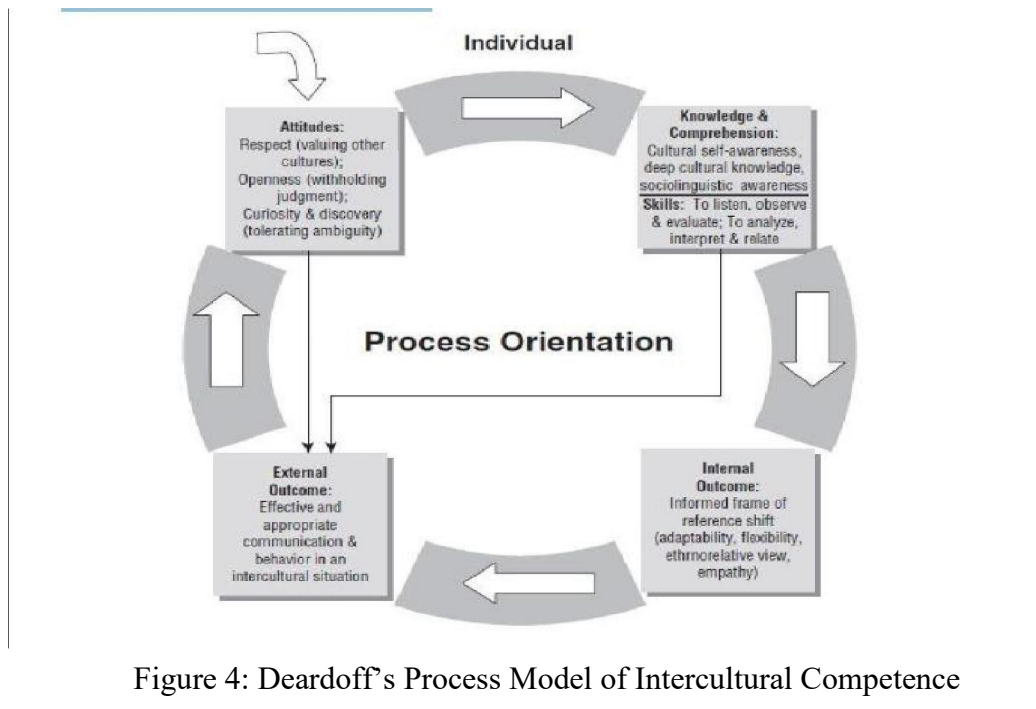 Individual
Attitudes:
Respect (valuing other
cultures);
Openness (withholding
judgment);
Curiosity & discovery
(tolerating ambiguity)
Knowledge &
Comprehension:
Cultural self-awareness,
deep cultural knowledge,
sociolinguistic awareness
Skills: To listen, observe
& evaluate; To analyze,
interpret & relate
Process Orientation
External
Outcome:
Effective and
appropriate
communication &
behavior in an
intercultural situation
Internal
Outcome:
Informed frame of
reference shift
(adaptability, flexibility,
ethrnorelative view,
empathy)
Figure 4: Deardoff’s Process Model of Intercultural Competence